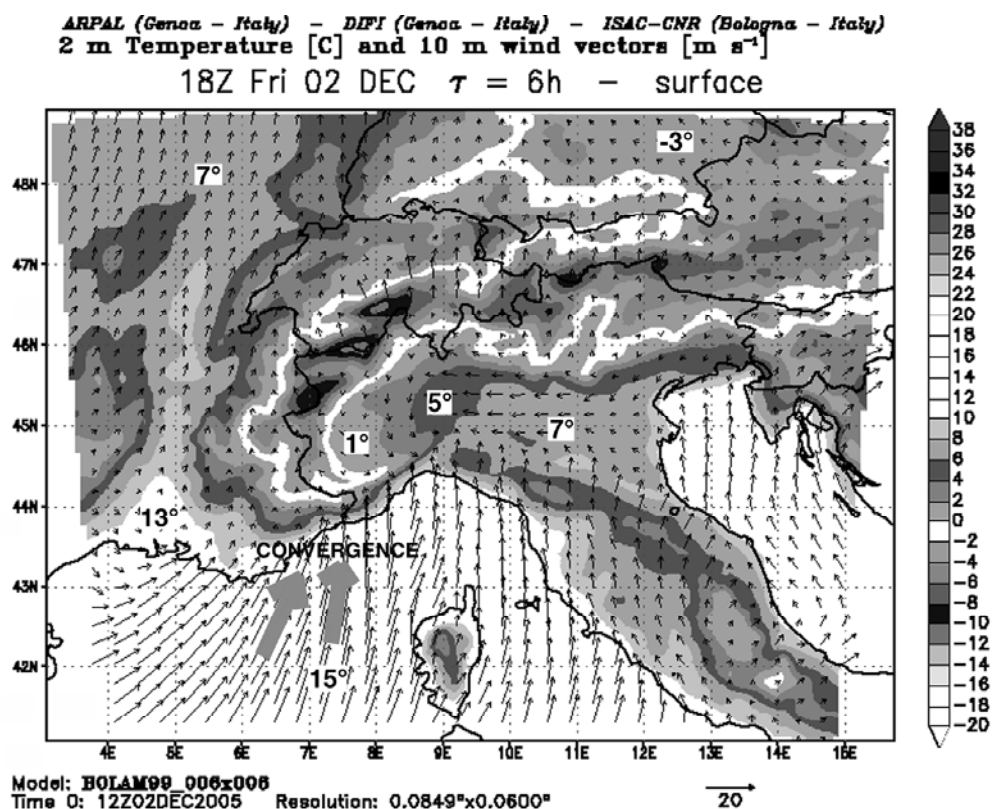 ARPAL (Genoa - Italy) - DIFI (Genoa - Italy) - ISAC-CNR (Bologna - Italy)
2 m Temperature [C] and 10 m wind vectors [m s⁻¹]
18Z Fri 02 DEC τ = 6h - surface
38
36
34
32
30
28
26
24
22
20
18
16
14
12
10
8
6
4
2
0
-2
-4
-6
-8
-10
-12
-14
-16
-18
-20
48N
47N
46N
45N
44N
43N
42N
7°
-3°
5°
7°
1°
13°
CONVERGENCE
15°
4E 5E 6E 7E 8E 9E 10E 11E 12E 13E 14E 15E
Model: BOLAM99_006x006
Time 0: 12Z02DEC2005 Resolution: 0.0849°x0.0600°
20